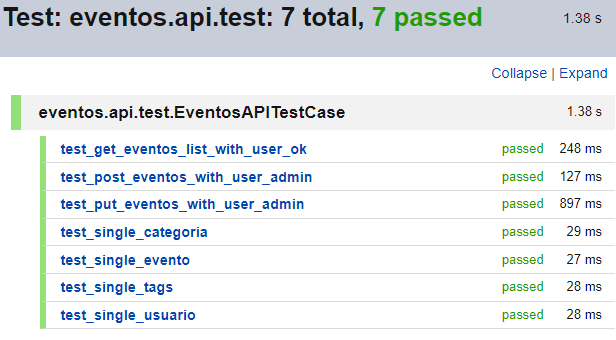 Test: eventos.api.test: 7 total, 7 passed 1.38 s
Collapse | Expand
eventos.api.test.EventosAPITestCase 1.38 s
test_get_eventos_list_with_user_ok passed 248 ms
test_post_eventos_with_user_admin passed 127 ms
test_put_eventos_with_user_admin passed 897 ms
test_single_categoria passed 29 ms
test_single_evento passed 27 ms
test_single_tags passed 28 ms
test_single_usuario passed 28 ms